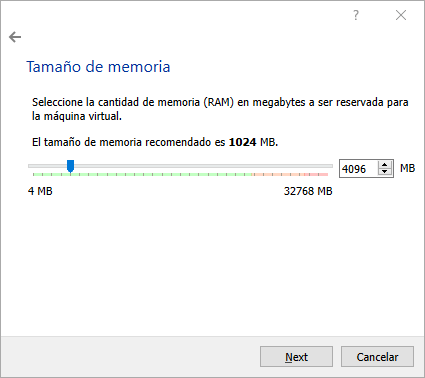 Tamaño de memoria
Seleccione la cantidad de memoria (RAM) en megabytes a ser reservada para
la máquina virtual.
El tamaño de memoria recomendado es 1024 MB.
4096 MB
4 MB 32768 MB
Next Cancelar